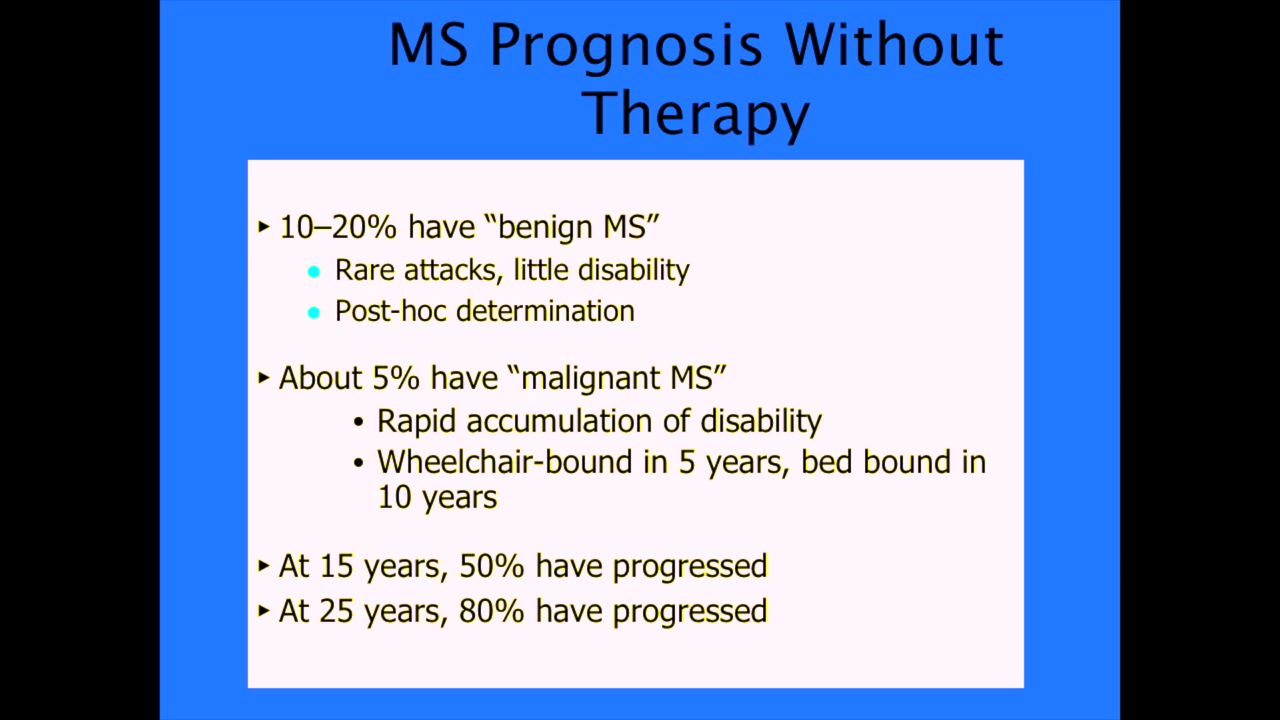 MS Prognosis Without
Therapy
‣ 10–20% have “benign MS”
● Rare attacks, little disability
● Post-hoc determination
‣ About 5% have “malignant MS”
• Rapid accumulation of disability
• Wheelchair-bound in 5 years, bed bound in
10 years
‣ At 15 years, 50% have progressed
‣ At 25 years, 80% have progressed